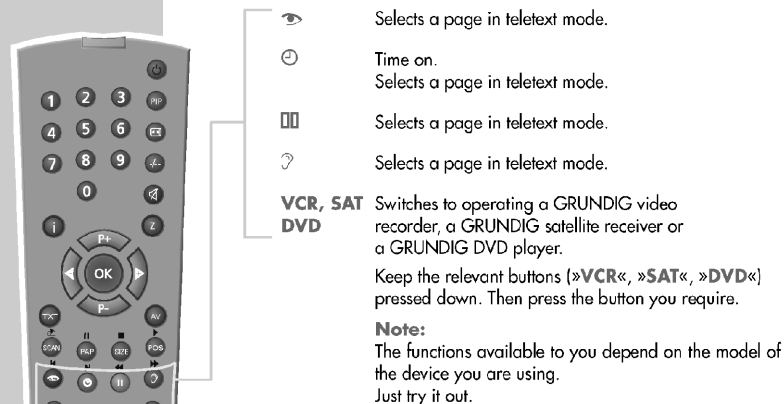 Selects a page in teletext mode.
Time on.
Selects a page in teletext mode.
Selects a page in teletext mode.
Selects a page in teletext mode.
VCR, SAT Switches to operating a GRUNDIG video
DVD recorder, a GRUNDIG satellite receiver or
a GRUNDIG DVD player.
Keep the relevant buttons (»VCR«, »SAT«, »DVD«)
pressed down. Then press the button you require.
Note:
The functions available to you depend on the model of
the device you are using.
Just try it out.
1 2 3 PIP
4 5 6
7 8 9 -/--
0
i Z
P+
OK
P-
TXT AV
SCAN PAP SIZE POS